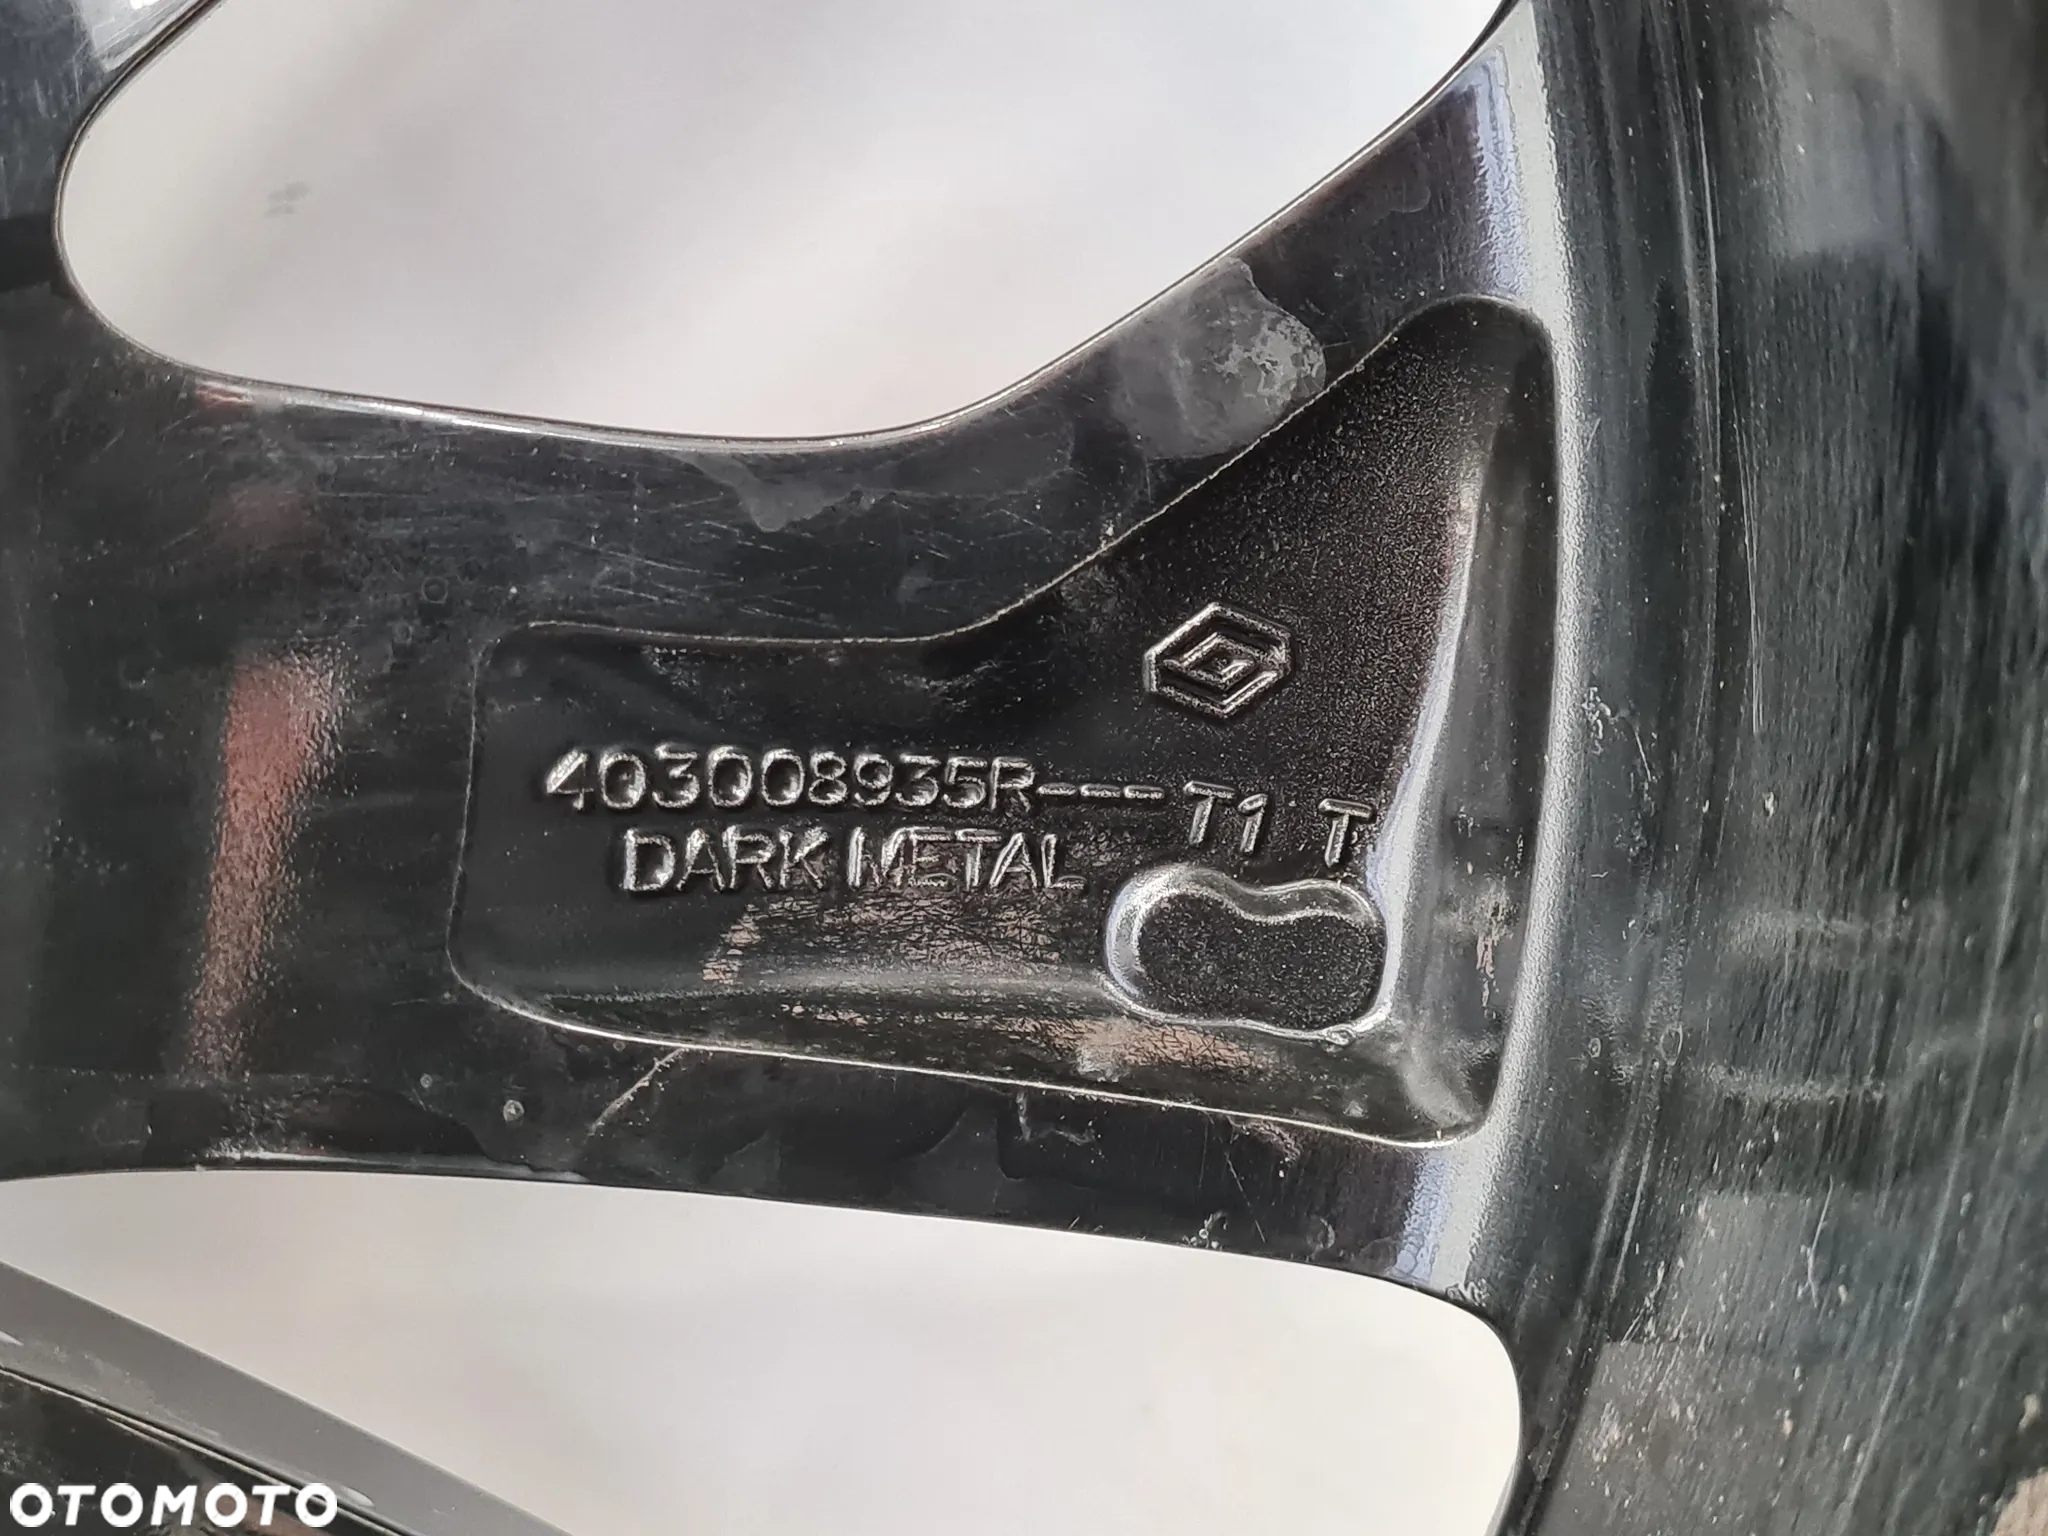 403008935R----T1 T
DARK METAL
OTOMOTO